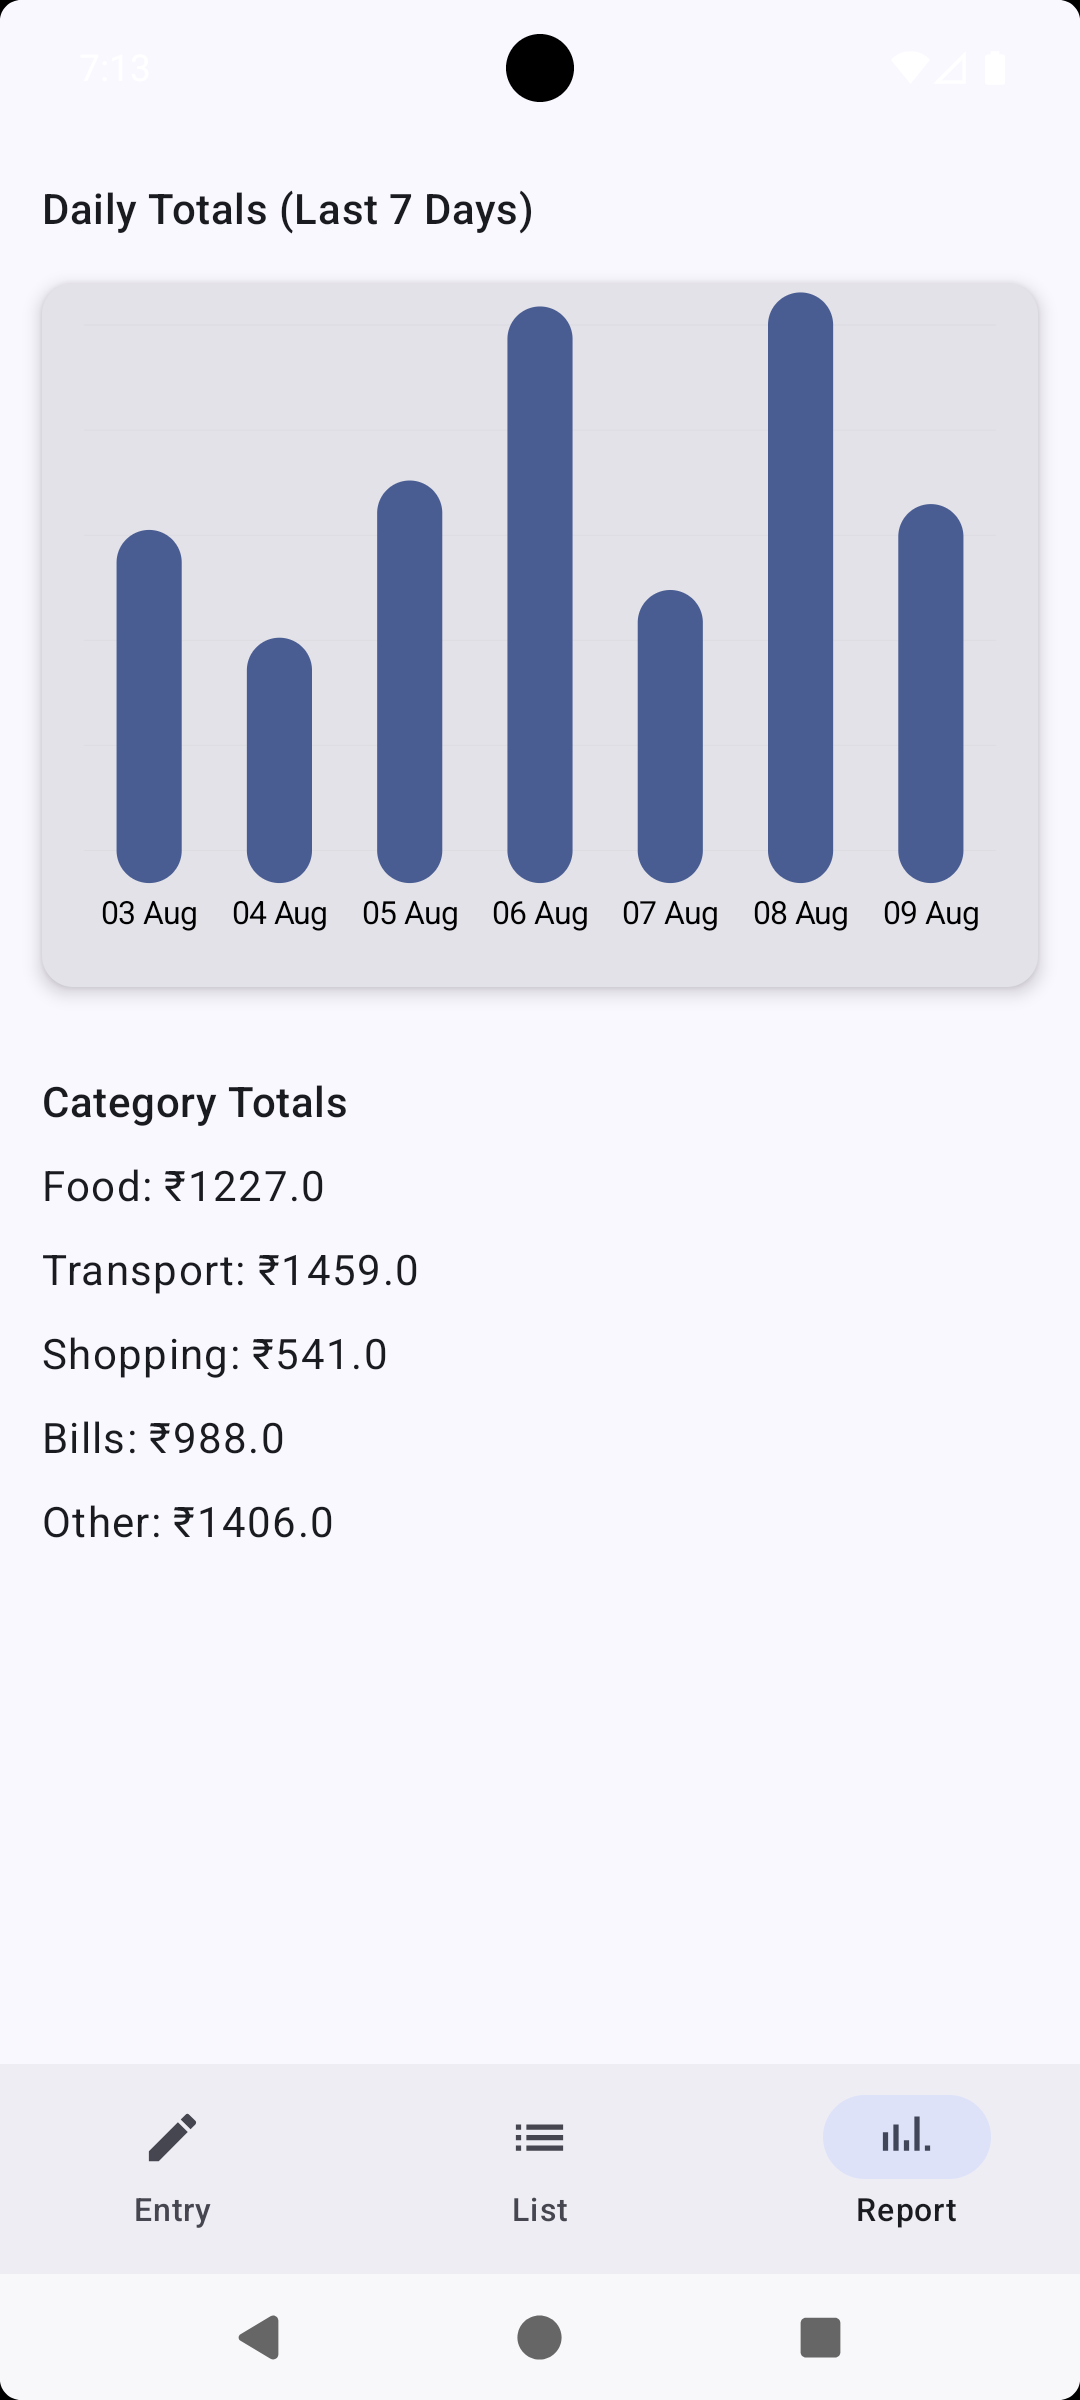 7:13
Daily Totals (Last 7 Days)
03 Aug 04 Aug 05 Aug 06 Aug 07 Aug 08 Aug 09 Aug
Category Totals
Food: ₹1227.0
Transport: ₹1459.0
Shopping: ₹541.0
Bills: ₹988.0
Other: ₹1406.0
Entry List Report